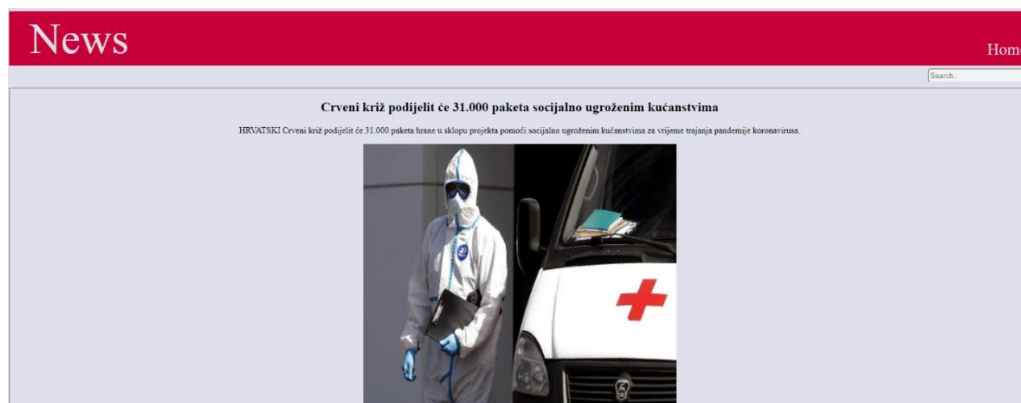 News
Home
Search..
Crveni križ podijelit će 31.000 paketa socijalno ugroženim kućanstvima
HRVATSKI Crveni križ podijelit će 31.000 paketa hrane u sklopu projekta pomoći socijalno ugroženim kućanstvima za vrijeme trajanja pandemije koronavirusa.